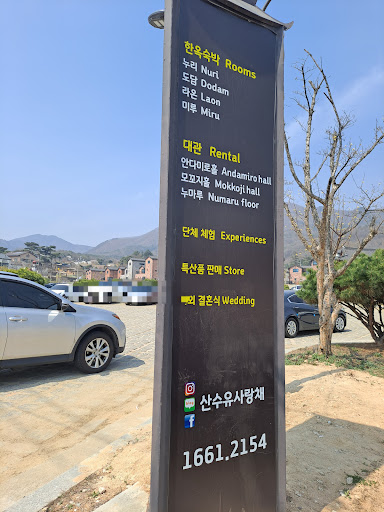 한옥숙박 Rooms
누리 Nuri
도담 Dodam
라온 Laon
미루 Miru
대관 Rental
안다미로홀 Andamiro hall
모꼬지홀 Mokkoji hall
누마루 Numaru floor
단체 체험 Experiences
특산품 판매 Store
야외 결혼식 Wedding
산수유사랑채
1661.2154